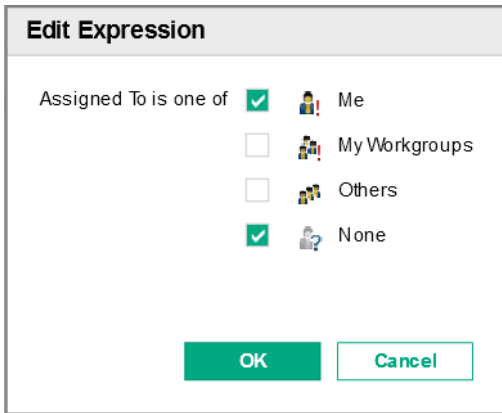 Edit Expression
Assigned To is one of Me
My Workgroups
Others
None
OK Cancel